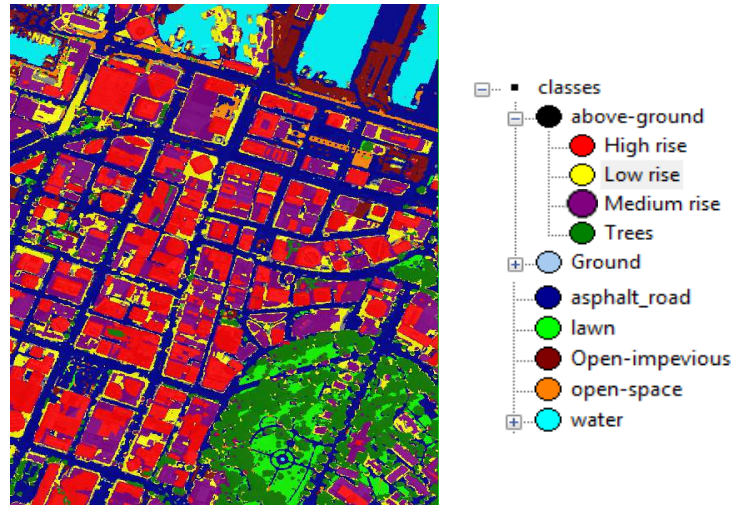 classes
above-ground
High rise
Low rise
Medium rise
Trees
Ground
asphalt_road
lawn
Open-impevious
open-space
water